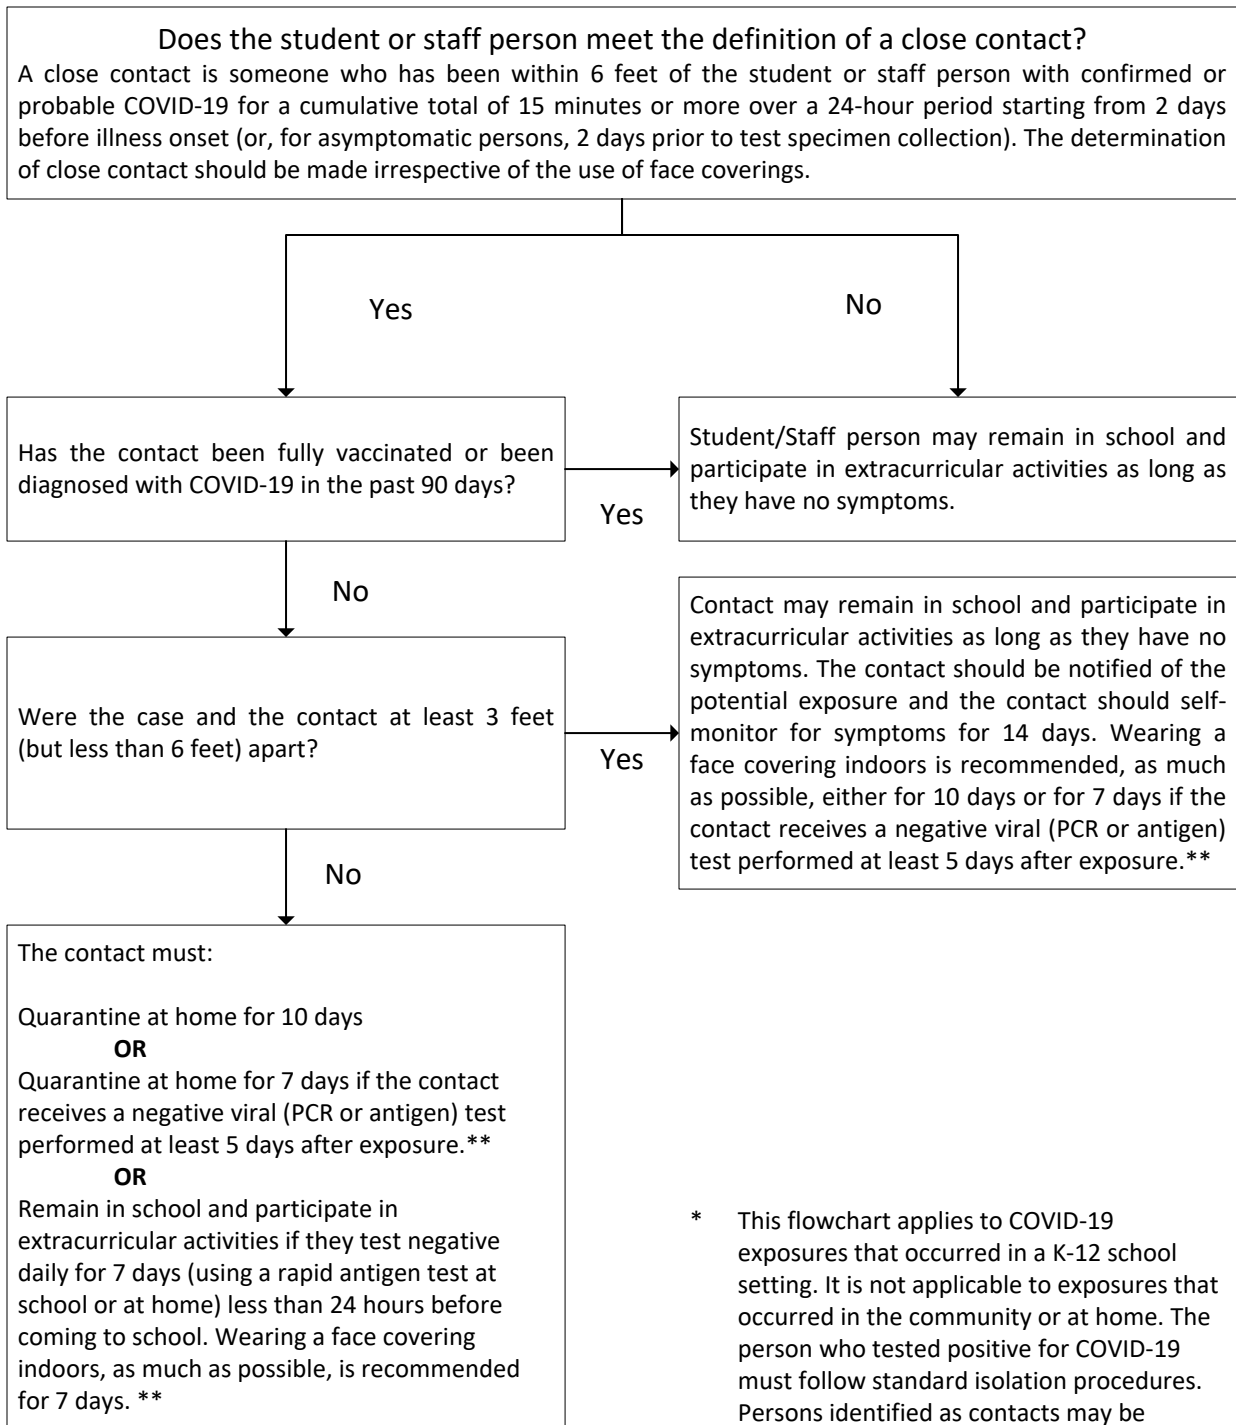 Does the student or staff person meet the definition of a close contact?
A close contact is someone who has been within 6 feet of the student or staff person with confirmed or
probable COVID-19 for a cumulative total of 15 minutes or more over a 24-hour period starting from 2 days
before illness onset (or, for asymptomatic persons, 2 days prior to test specimen collection). The determination
of close contact should be made irrespective of the use of face coverings.
Yes
No
Has the contact been fully vaccinated or been
diagnosed with COVID-19 in the past 90 days?
Yes
Student/Staff person may remain in school and
participate in extracurricular activities as long as
they have no symptoms.
No
Were the case and the contact at least 3 feet
(but less than 6 feet) apart?
Yes
Contact may remain in school and participate in
extracurricular activities as long as they have no
symptoms. The contact should be notified of the
potential exposure and the contact should self-
monitor for symptoms for 14 days. Wearing a
face covering indoors is recommended, as much
as possible, either for 10 days or for 7 days if the
contact receives a negative viral (PCR or antigen)
test performed at least 5 days after exposure.**
No
The contact must:
Quarantine at home for 10 days
OR
Quarantine at home for 7 days if the contact
receives a negative viral (PCR or antigen) test
performed at least 5 days after exposure.**
OR
Remain in school and participate in
extracurricular activities if they test negative
daily for 7 days (using a rapid antigen test at
school or at home) less than 24 hours before
coming to school. Wearing a face covering
indoors, as much as possible, is recommended
for 7 days. **
* This flowchart applies to COVID-19
exposures that occurred in a K-12 school
setting. It is not applicable to exposures that
occurred in the community or at home. The
person who tested positive for COVID-19
must follow standard isolation procedures.
Persons identified as contacts may be